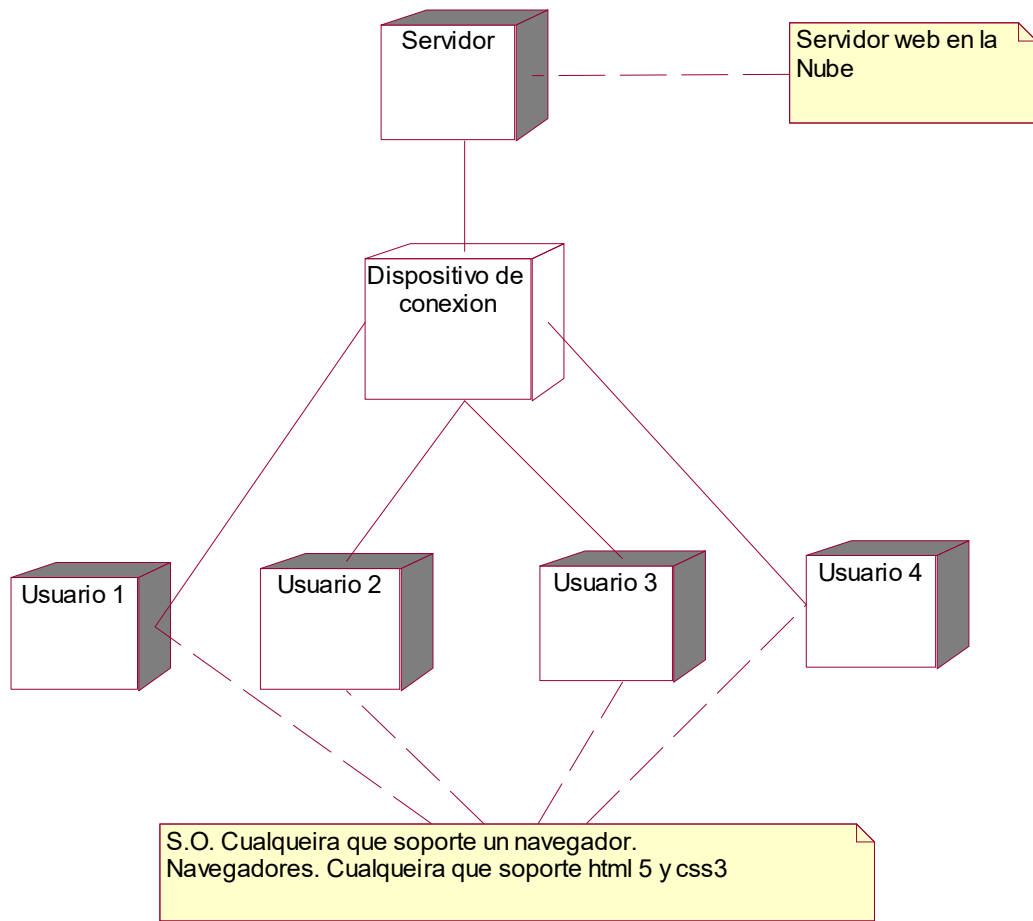 Servidor
Servidor web en la
Nube
Dispositivo de
conexion
Usuario 1
Usuario 2
Usuario 3
Usuario 4
S.O. Cualqueira que soporte un navegador.
Navegadores. Cualqueira que soporte html 5 y css3